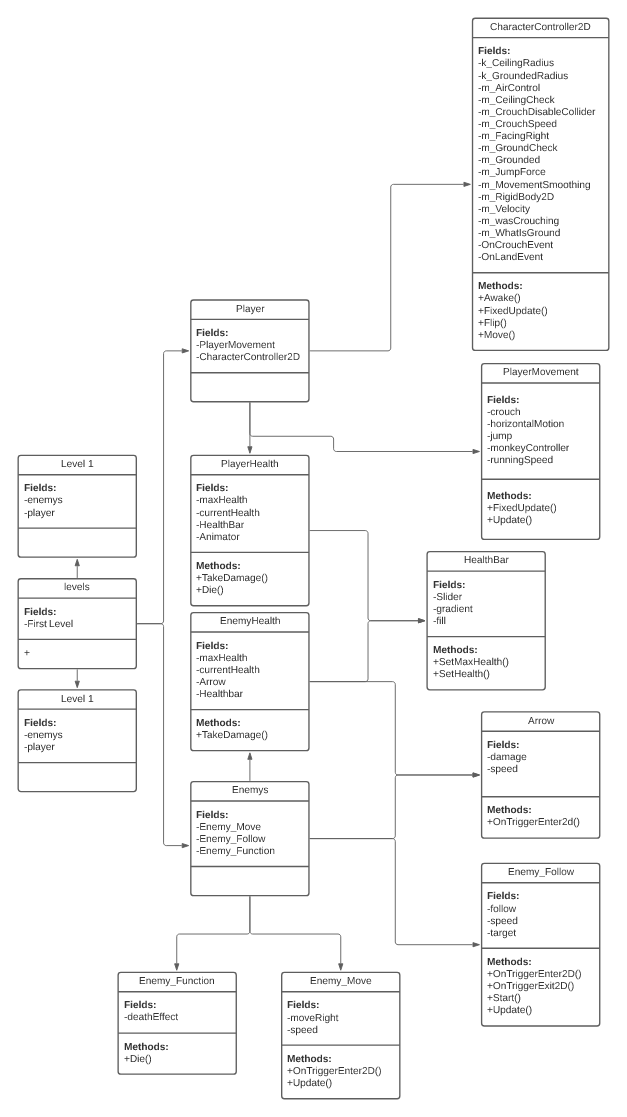 CharacterController2D
Fields:
-k_CeilingRadius
-k_GroundedRadius
-m_AirControl
-m_CeilingCheck
-m_CrouchDisableCollider
-m_CrouchSpeed
-m_FacingRight
-m_GroundCheck
-m_Grounded
-m_JumpForce
-m_MovementSmoothing
-m_RigidBody2D
-m_Velocity
-m_wasCrouching
-m_WhatIsGround
-OnCrouchEvent
-OnLandEvent
Methods:
+Awake()
+FixedUpdate()
+Flip()
+Move()
Player
Fields:
-PlayerMovement
-CharacterController2D
PlayerMovement
Fields:
-crouch
-horizontalMotion
-jump
-monkeyController
-runningSpeed
Methods:
+FixedUpdate()
+Update()
Level 1
Fields:
-enemys
-player
PlayerHealth
Fields:
-maxHealth
-currentHealth
-HealthBar
-Animator
Methods:
+TakeDamage()
+Die()
HealthBar
Fields:
-Slider
-gradient
-fill
Methods:
+SetMaxHealth()
+SetHealth()
levels
Fields:
-First Level
+
EnemyHealth
Fields:
-maxHealth
-currentHealth
-Arrow
-Healthbar
Methods:
+TakeDamage()
Level 1
Fields:
-enemys
-player
Arrow
Fields:
-damage
-speed
Methods:
+OnTriggerEnter2d()
Enemys
Fields:
-Enemy_Move
-Enemy_Follow
-Enemy_Function
Enemy_Follow
Fields:
-follow
-speed
-target
Methods:
+OnTriggerEnter2D()
+OnTriggerExit2D()
+Start()
+Update()
Enemy_Function
Fields:
-deathEffect
Methods:
+Die()
Enemy_Move
Fields:
-moveRight
-speed
Methods:
+OnTriggerEnter2D()
+Update()